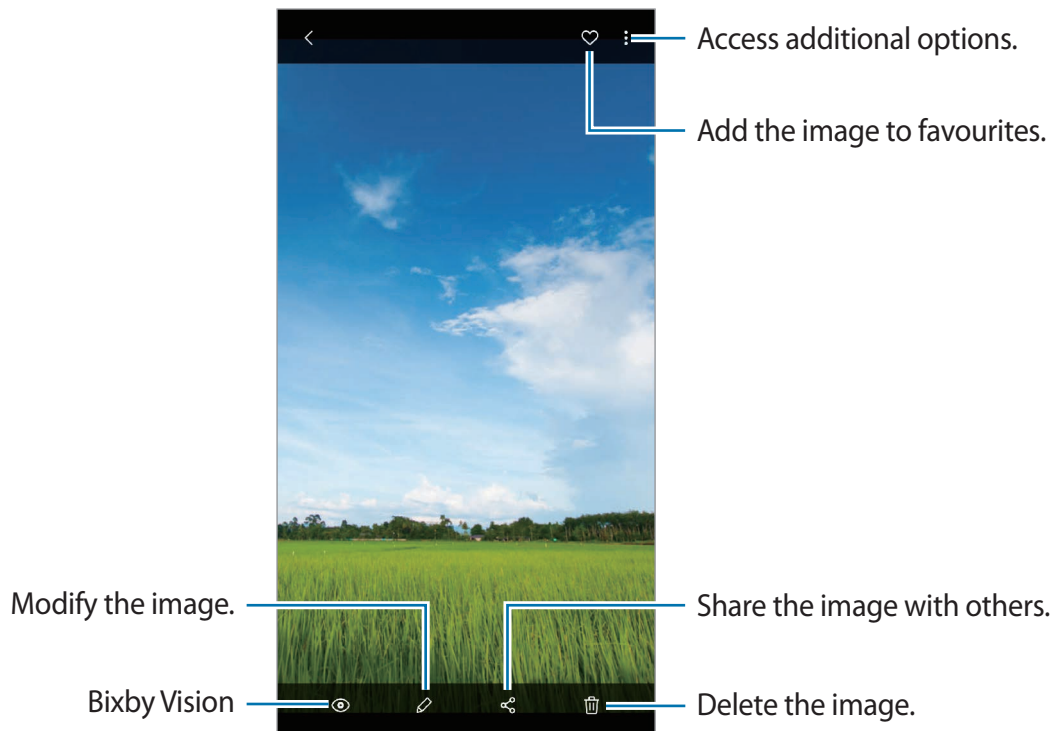 Access additional options.
Add the image to favourites.
Modify the image.
Share the image with others.
Bixby Vision
Delete the image.